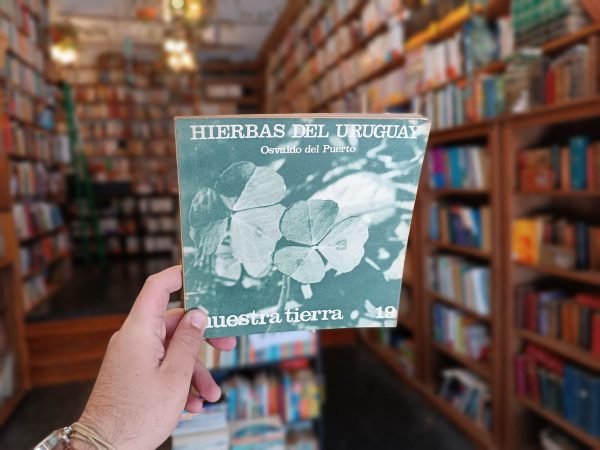 HIERBAS DEL URUGUAY
Osvaldo del Puerto
nuestra tierra 19